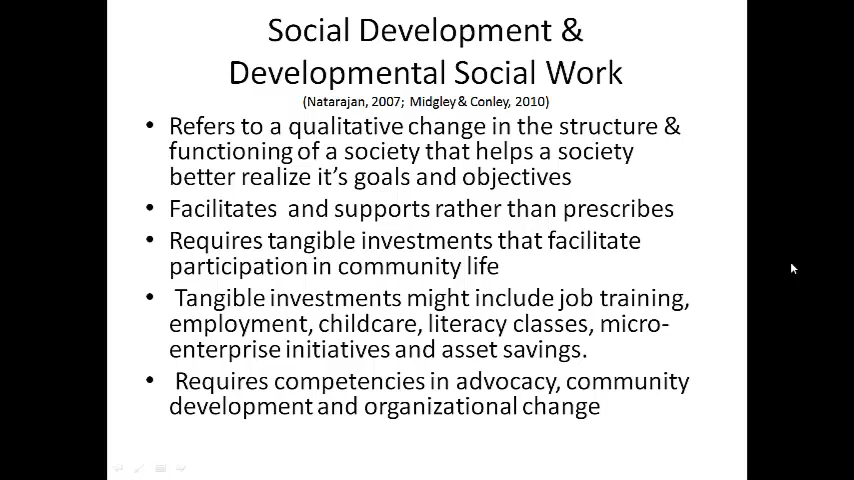 Social Development &
Developmental Social Work
(Natarajan, 2007; Midgley & Conley, 2010)
• Refers to a qualitative change in the structure &
functioning of a society that helps a society
better realize it's goals and objectives
• Facilitates and supports rather than prescribes
• Requires tangible investments that facilitate
participation in community life
• Tangible investments might include job training,
employment, childcare, literacy classes, micro-
enterprise initiatives and asset savings.
• Requires competencies in advocacy, community
development and organizational change